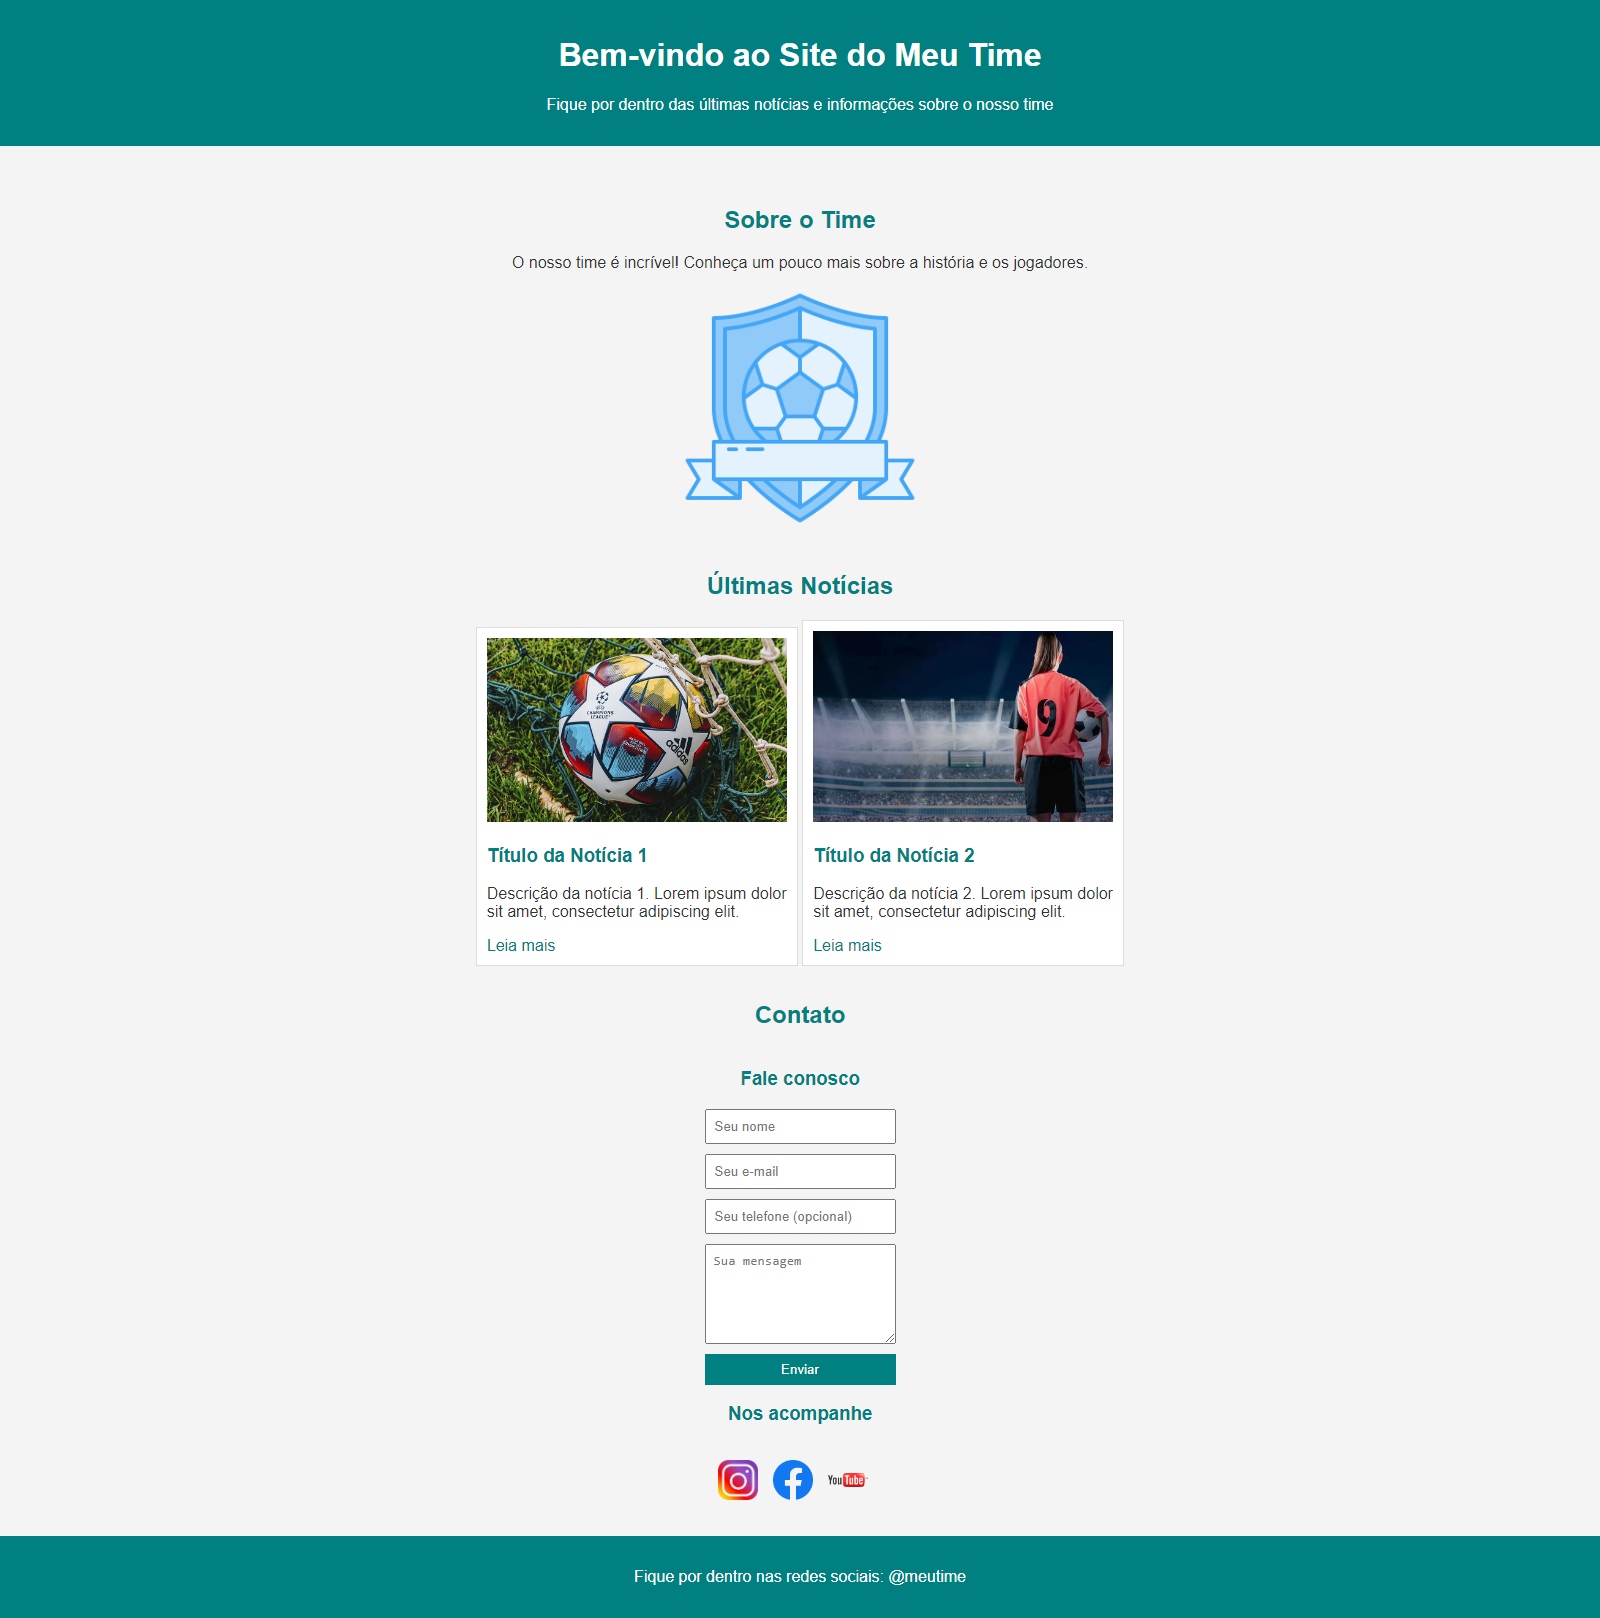 Bem-vindo ao Site do Meu Time
Fique por dentro das últimas notícias e informações sobre o nosso time
Sobre o Time
O nosso time é incrível! Conheça um pouco mais sobre a história e os jogadores.
Últimas Notícias
CHAMPIONS
LEAGUE
adidas
9
Título da Notícia 1
Descrição da notícia 1. Lorem ipsum dolor
sit amet, consectetur adipiscing elit.
Leia mais
Título da Notícia 2
Descrição da notícia 2. Lorem ipsum dolor
sit amet, consectetur adipiscing elit.
Leia mais
Contato
Fale conosco
Seu nome
Seu e-mail
Seu telefone (opcional)
Sua mensagem
Enviar
Nos acompanhe
YouTube
Fique por dentro nas redes sociais: @meutime